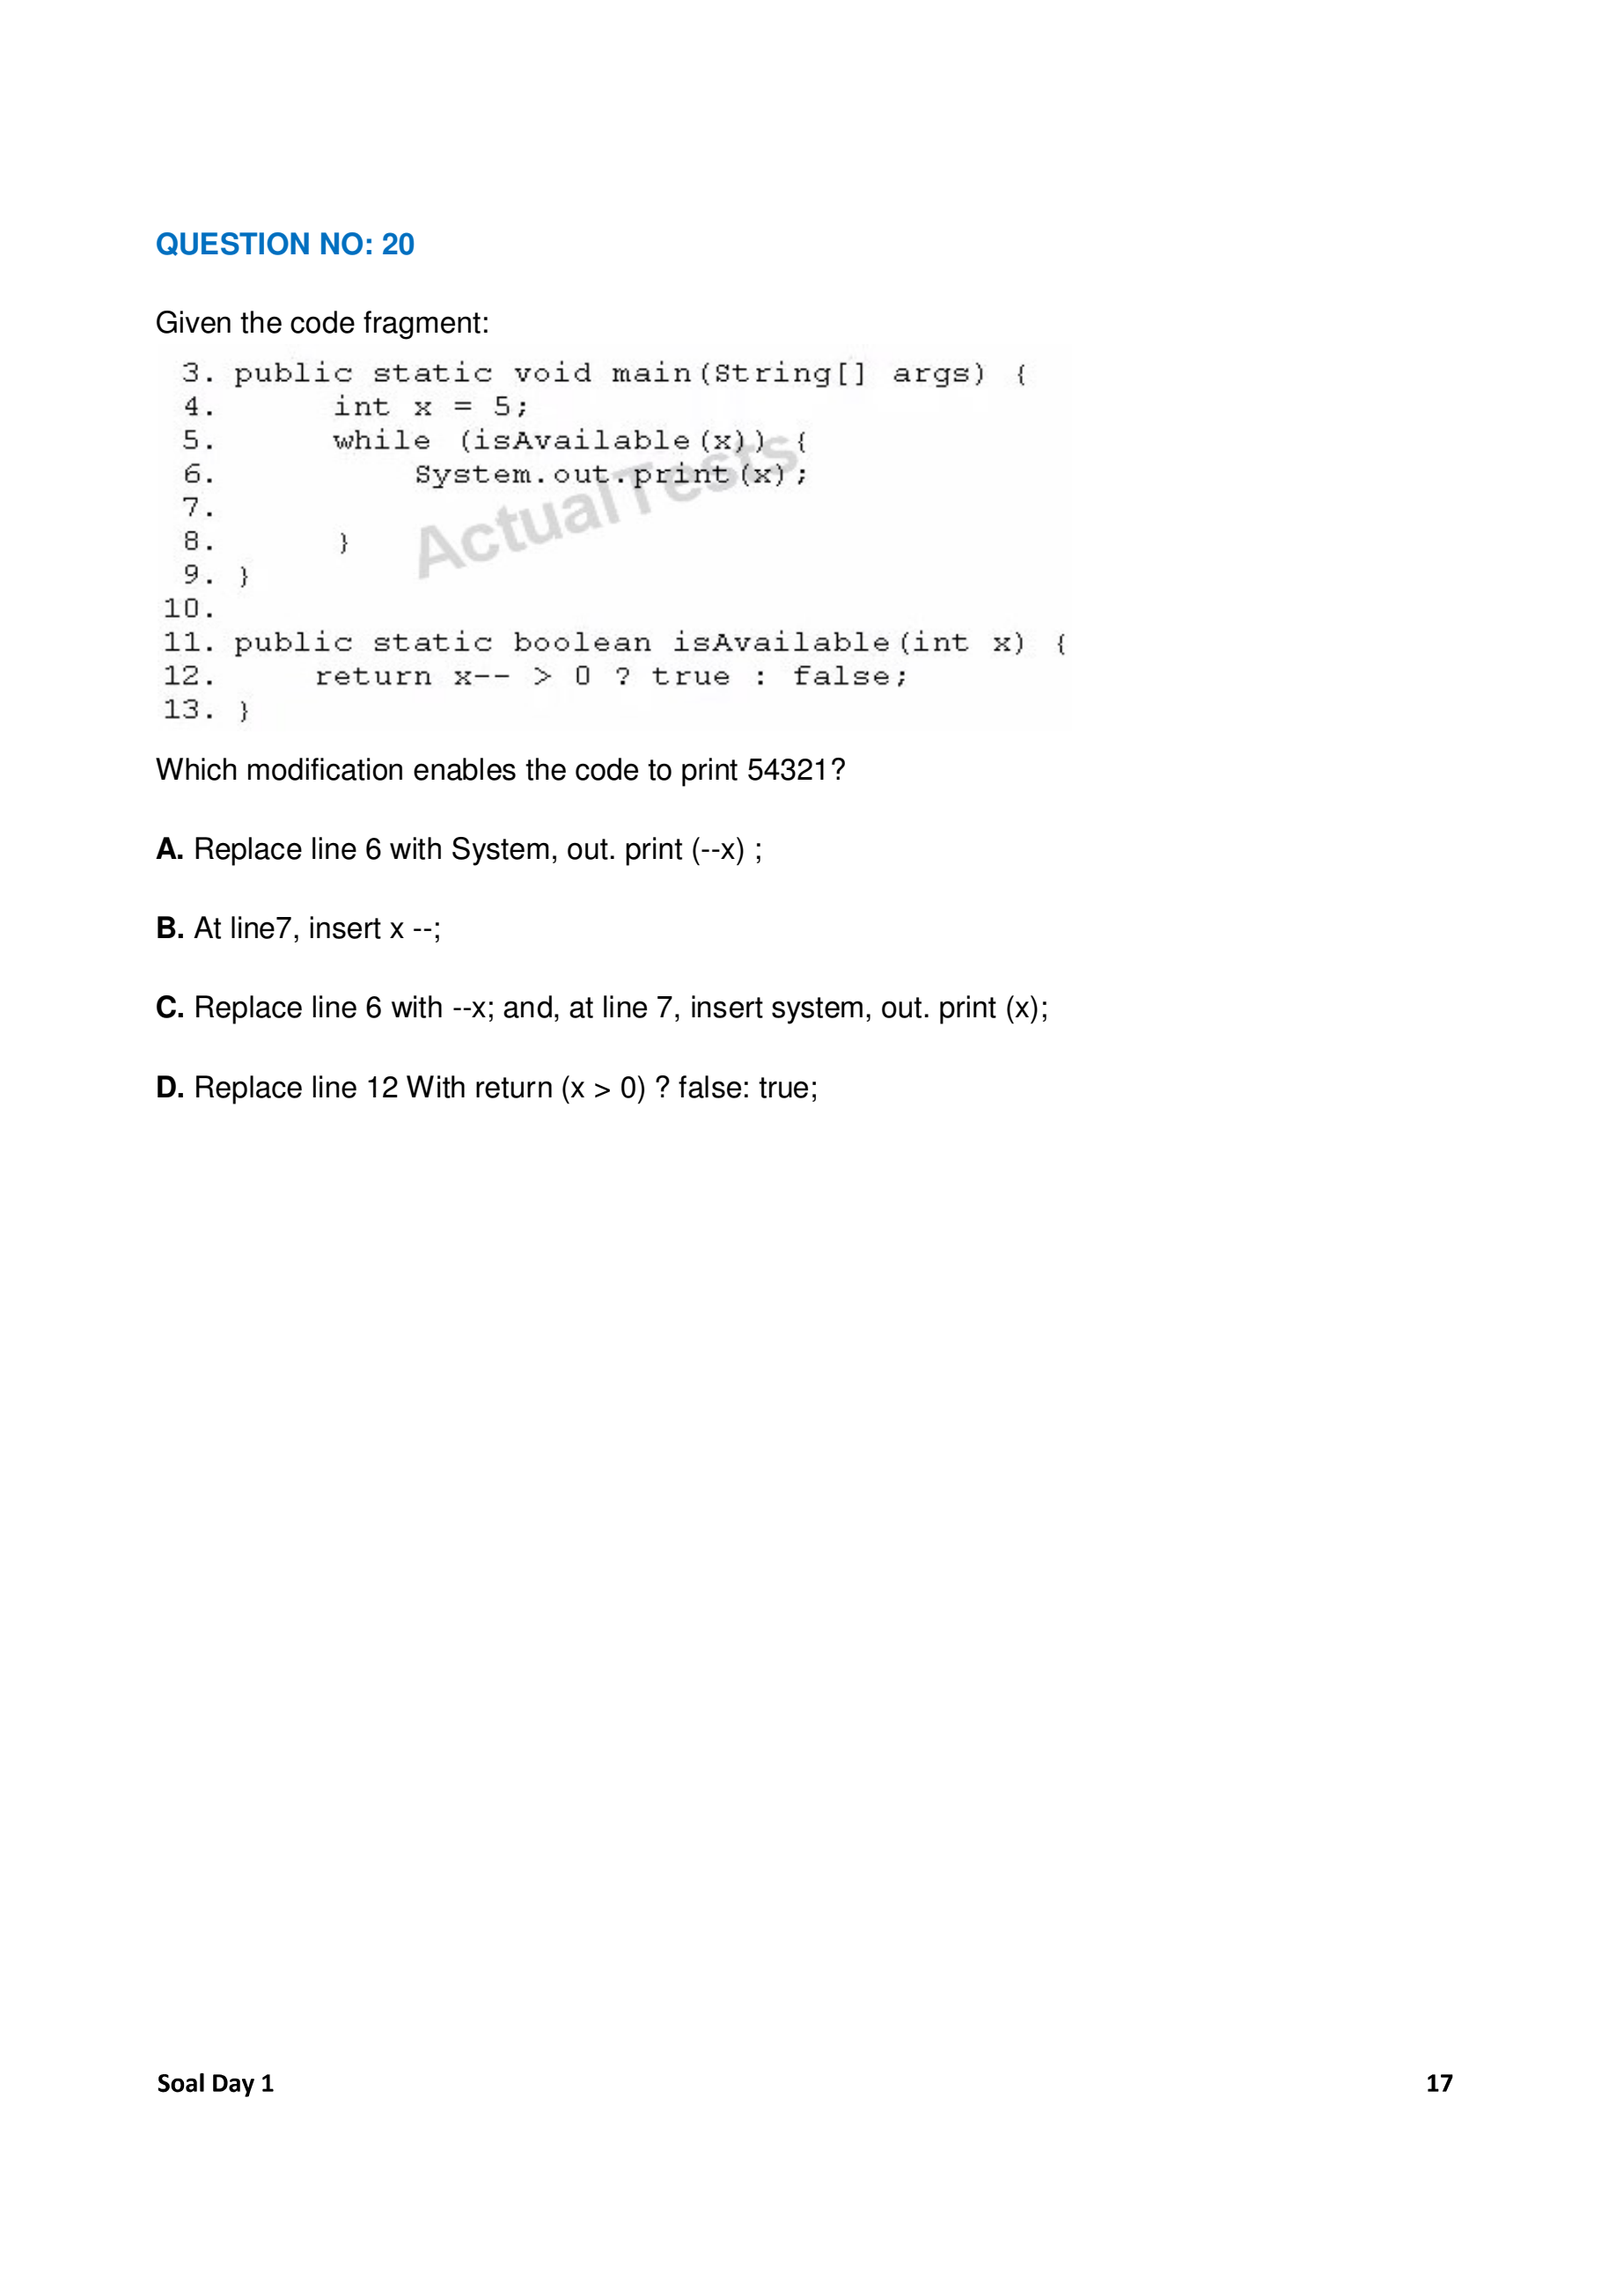 QUESTION NO: 20
Given the code fragment:
3. public static void main(String[] args) {
4. int x = 5;
5. while (isAvailable(x)) {
6. System.out.print(x);
7.
8. }
9. }
10.
11. public static boolean isAvailable(int x) {
12. return x-- > 0 ? true : false;
13. }
ActualTests
Which modification enables the code to print 54321?
A. Replace line 6 with System, out. print (--x) ;
B. At line7, insert x --;
C. Replace line 6 with --x; and, at line 7, insert system, out. print (x);
D. Replace line 12 With return (x > 0) ? false: true;
Soal Day 1 17